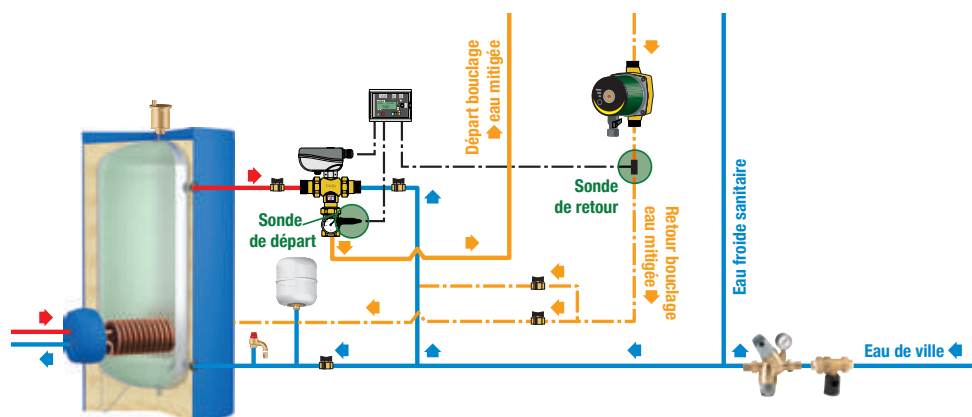 Départ bouclage
eau mitigée
Sonde
de départ
Sonde
de retour
Retour bouclage
eau mitigée
Eau froide sanitaire
Eau de ville